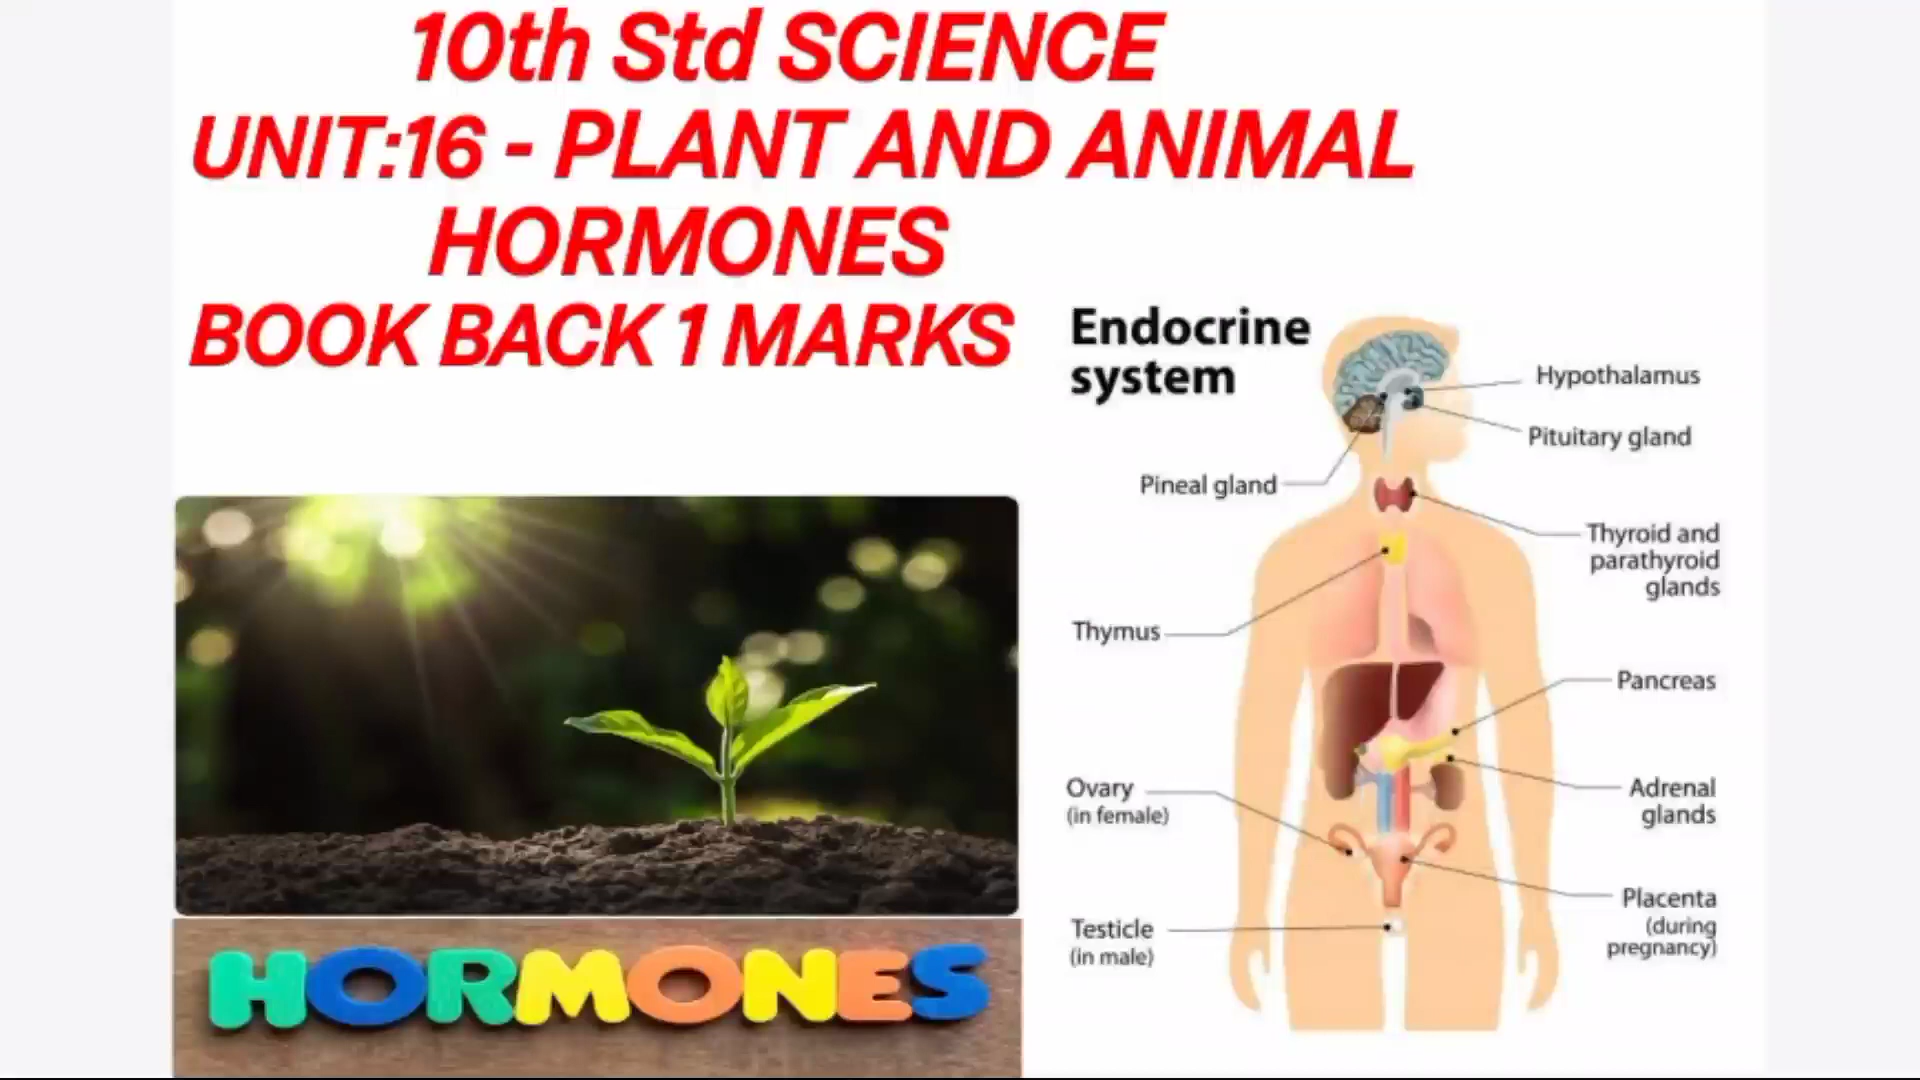 10th Std SCIENCE
UNIT:16 - PLANT AND ANIMAL
HORMONES
BOOK BACK 1 MARKS
Endocrine
system
Hypothalamus
Pituitary gland
Pineal gland
Thyroid and
parathyroid
glands
Thymus
Pancreas
Ovary
(in female)
Adrenal
glands
Placenta
(during
pregnancy)
Testicle
(in male)
HORMONES